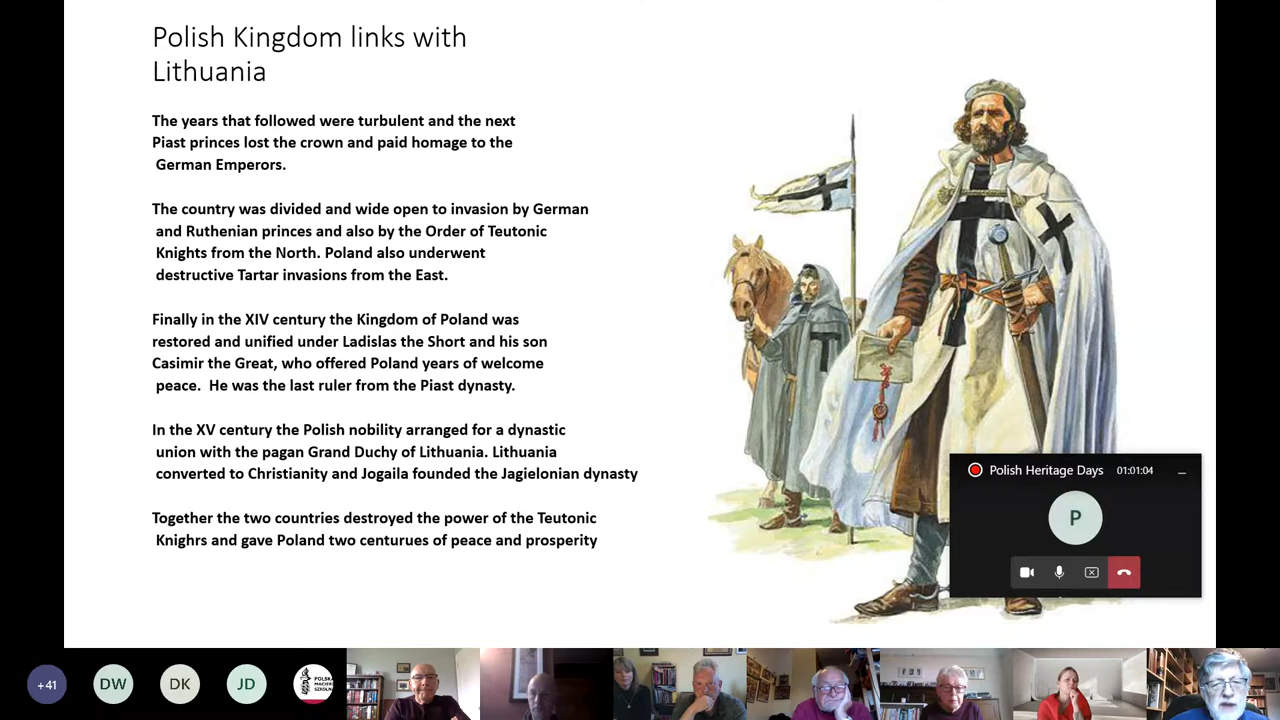 Polish Kingdom links with
Lithuania
The years that followed were turbulent and the next
Piast princes lost the crown and paid homage to the
German Emperors.
The country was divided and wide open to invasion by German
and Ruthenian princes and also by the Order of Teutonic
Knights from the North. Poland also underwent
destructive Tartar invasions from the East.
Finally in the XIV century the Kingdom of Poland was
restored and unified under Ladislas the Short and his son
Casimir the Great, who offered Poland years of welcome
peace.  He was the last ruler from the Piast dynasty.
In the XV century the Polish nobility arranged for a dynastic
union with the pagan Grand Duchy of Lithuania. Lithuania
converted to Christianity and Jogaila founded the Jagielonian dynasty
Together the two countries destroyed the power of the Teutonic
Knighrs and gave Poland two centurues of peace and prosperity
Polish Heritage Days 01:01:04
P
+41 DW DK JD
POLSKA
MACIERZ